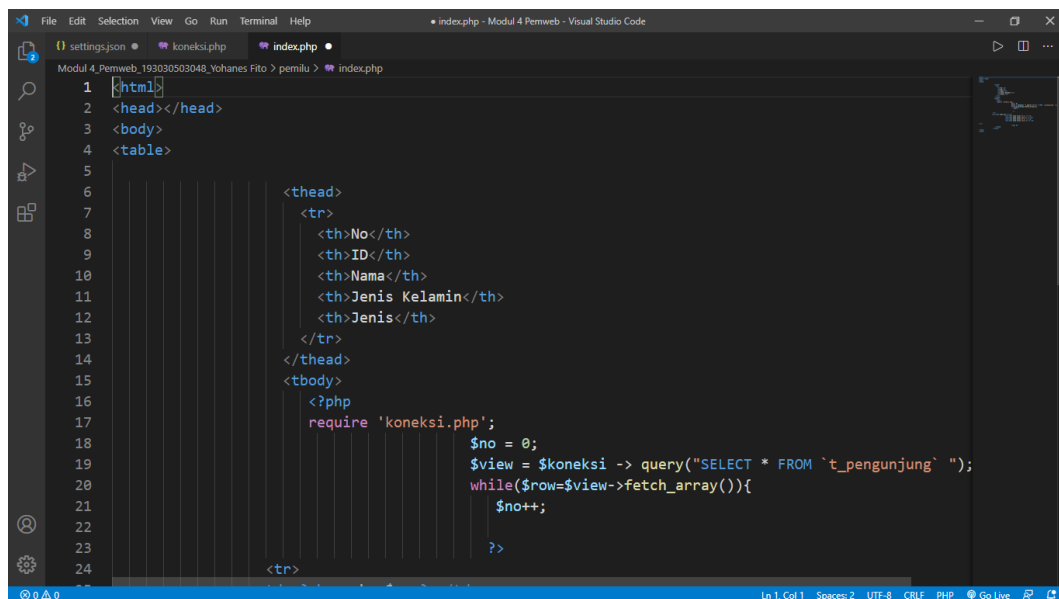 File Edit Selection View Go Run Terminal Help
● index.php - Modul 4 Pemweb - Visual Studio Code
{} settings.json ● koneksi.php index.php ●
Modul 4_Pemweb_193030503048_Yohanes Fito > pemilu > index.php
2
1 <html>
2 <head></head>
3 <body>
4 <table>
5
6 <thead>
7 <tr>
8 <th>No</th>
9 <th>ID</th>
10 <th>Nama</th>
11 <th>Jenis Kelamin</th>
12 <th>Jenis</th>
13 </tr>
14 </thead>
15 <tbody>
16 <?php
17 require 'koneksi.php';
18 $no = 0;
19 $view = $koneksi -> query("SELECT * FROM `t_pengunjung` ");
20 while($row=$view->fetch_array()){
21 $no++;
22
23 ?>
24 <tr>
0 0 Ln 1, Col 1 Spaces: 2 UTF-8 CRLF PHP Go Live